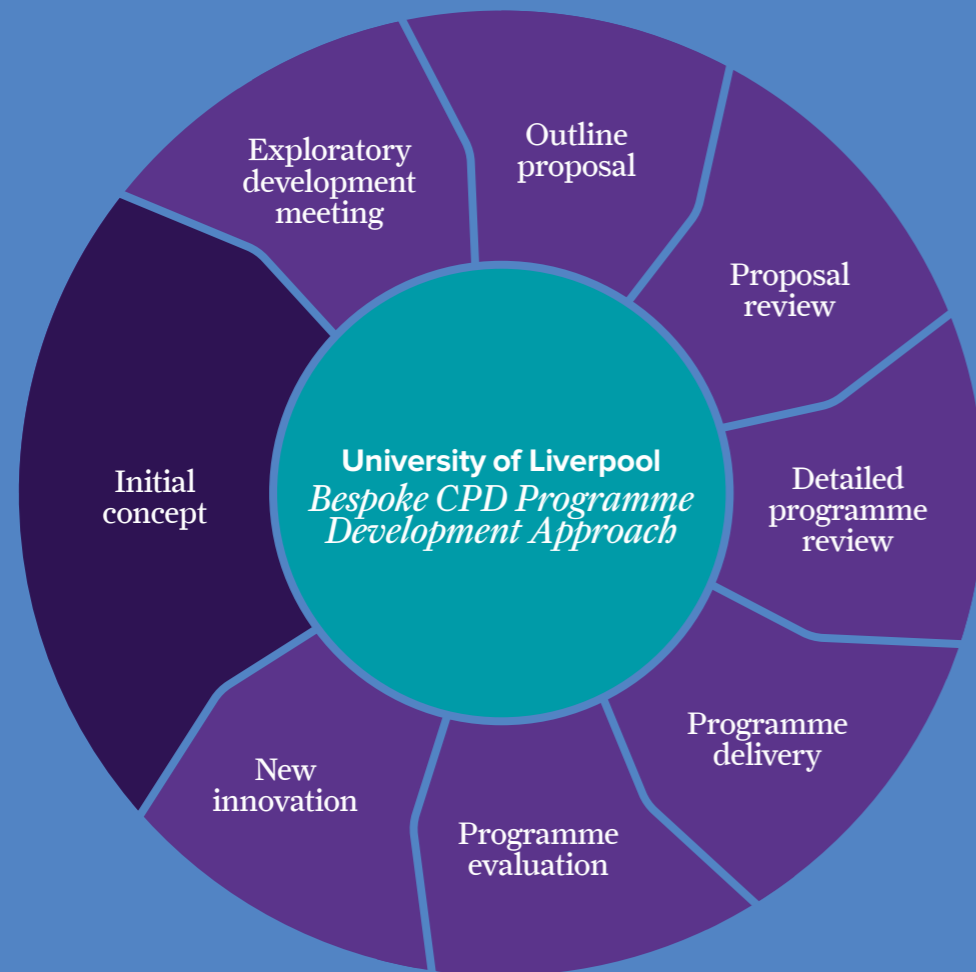 University of Liverpool
Bespoke CPD Programme
Development Approach
Initial
concept
Exploratory
development
meeting
Outline
proposal
Proposal
review
Detailed
programme
review
Programme
delivery
Programme
evaluation
New
innovation